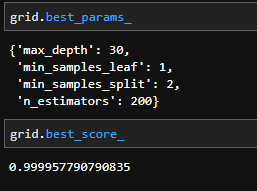 grid.best_params_
{'max_depth': 30,
'min_samples_leaf': 1,
'min_samples_split': 2,
'n_estimators': 200}
grid.best_score_
0.999957790790835